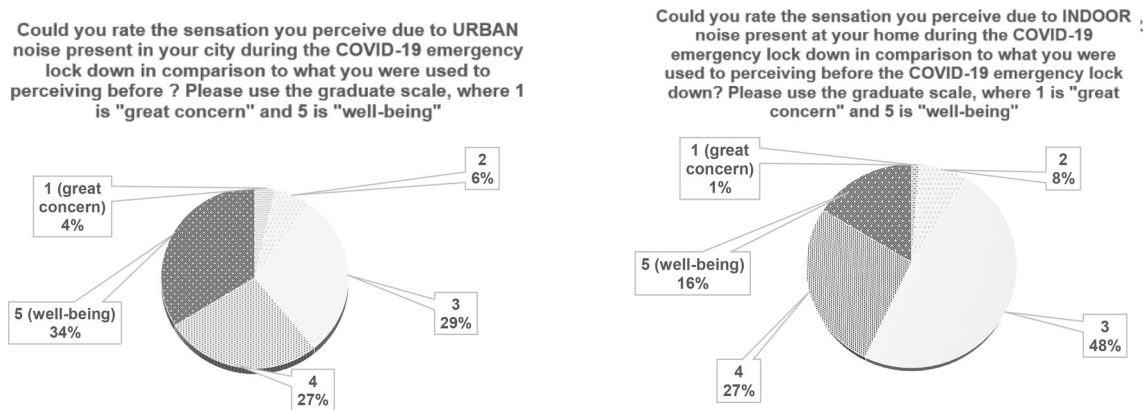 Could you rate the sensation you perceive due to URBAN
noise present in your city during the COVID-19 emergency
lock down in comparison to what you were used to
perceiving before ? Please use the graduate scale, where 1
is "great concern" and 5 is "well-being"
1 (great
concern)
4%
2
6%
5 (well-being)
34%
3
29%
4
27%
Could you rate the sensation you perceive due to INDOOR
noise present at your home during the COVID-19
emergency lock down in comparison to what you were
used to perceiving before the COVID-19 emergency lock
down? Please use the graduate scale, where 1 is "great
concern" and 5 is "well-being"
1 (great
concern)
1%
2
8%
5 (well-being)
16%
3
48%
4
27%